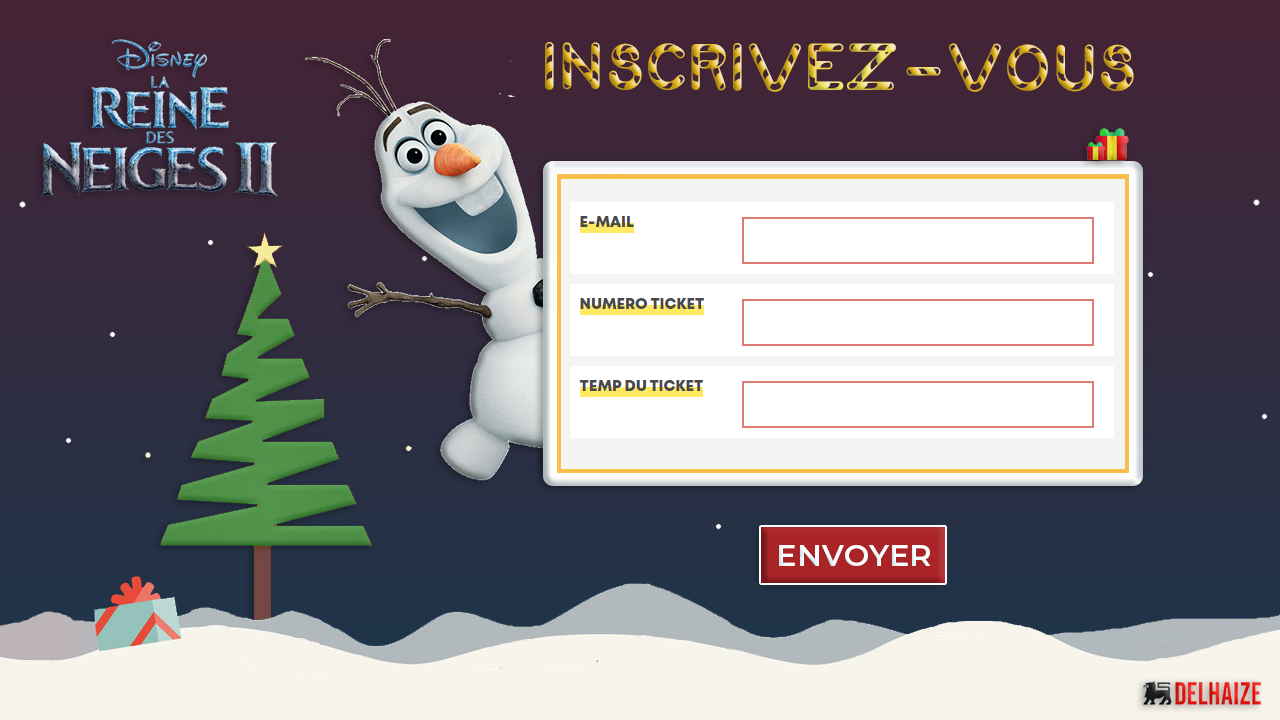 Disney
LA
REINE
DES
NEIGES II
INSCRIVEZ-VOUS
E-MAIL
NUMERO TICKET
TEMP DU TICKET
ENVOYER
DELHAIZE